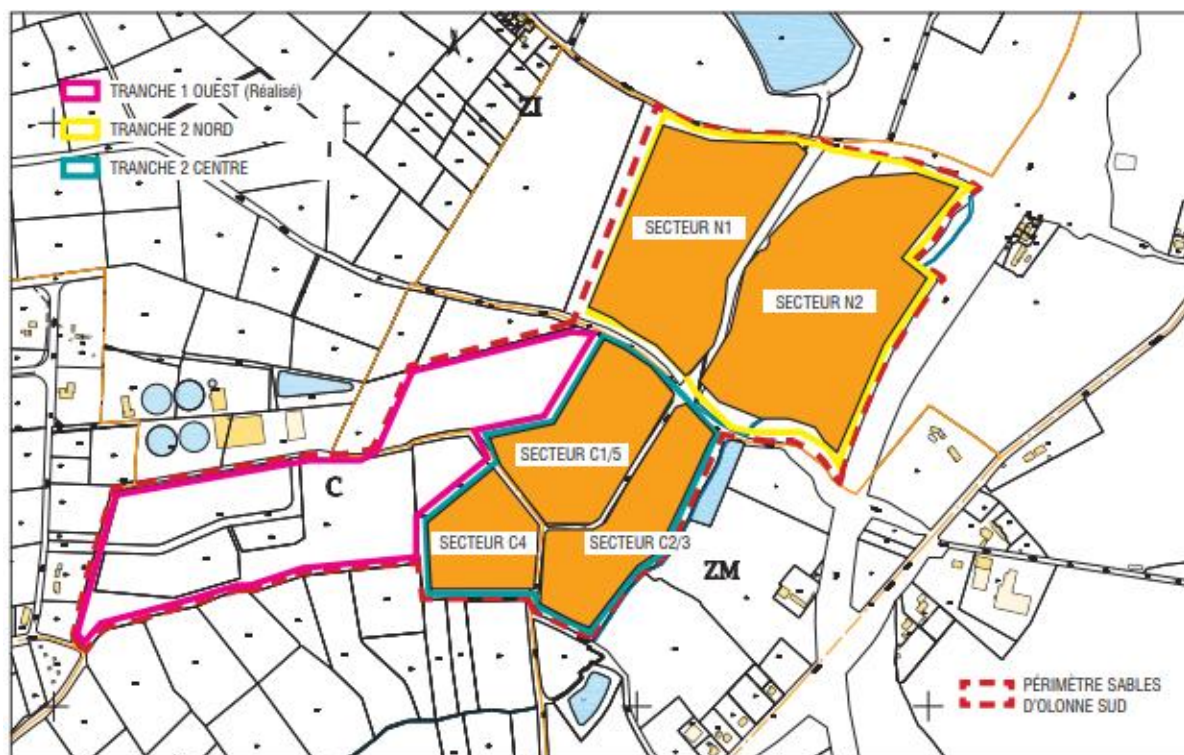 ZI
TRANCHE 1 OUEST (Réalisé)
TRANCHE 2 NORD
TRANCHE 2 CENTRE
SECTEUR N1
SECTEUR N2
SECTEUR C1/5
C
SECTEUR C4
SECTEUR C2/3
ZM
PÉRIMÈTRE SABLES
D'OLONNE SUD